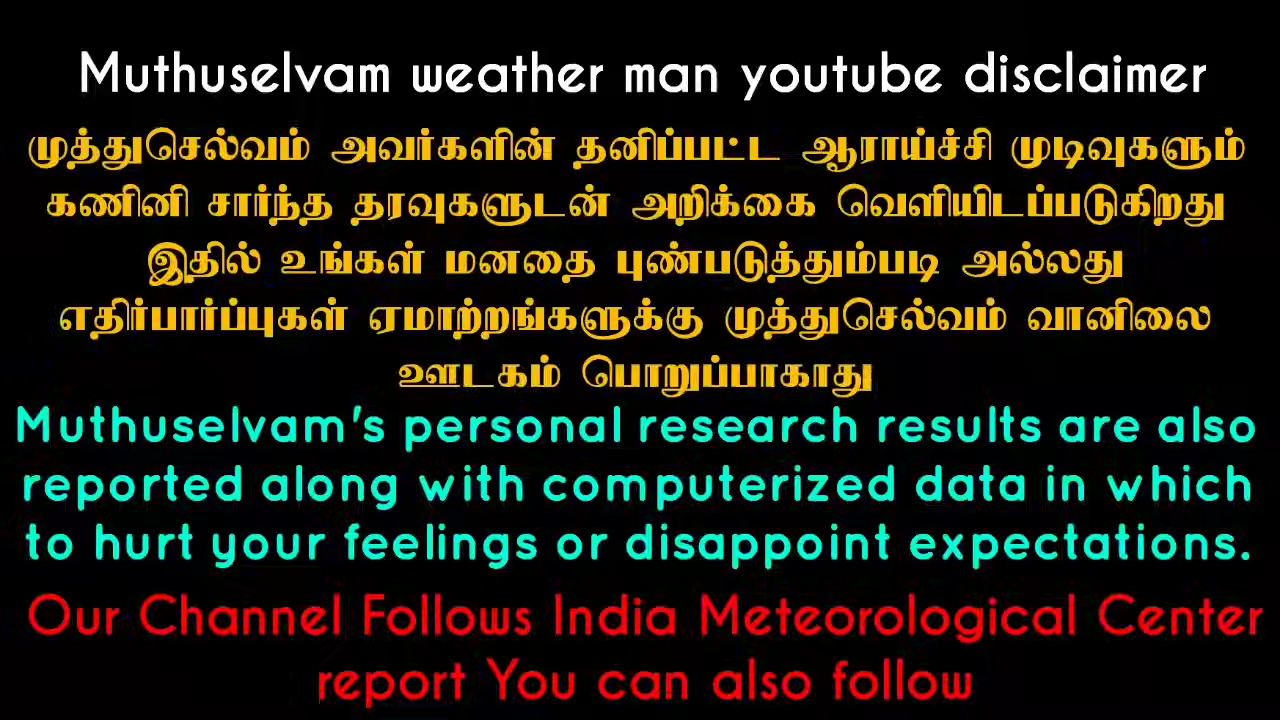 Muthuselvam weather man youtube disclaimer
முத்துசெல்வம் அவர்களின் தனிப்பட்ட ஆராய்ச்சி முடிவுகளும்
கணினி சார்ந்த தரவுகளுடன் அறிக்கை வெளியிடப்படுகிறது
இதில் உங்கள் மனதை புண்படுத்தும்படி அல்லது
எதிர்பார்ப்புகள் ஏமாற்றங்களுக்கு முத்துசெல்வம் வானிலை
ஊடகம் பொறுப்பாகாது
Muthuselvam's personal research results are also
reported along with computerized data in which
to hurt your feelings or disappoint expectations.
Our Channel Follows India Meteorological Center
report You can also follow